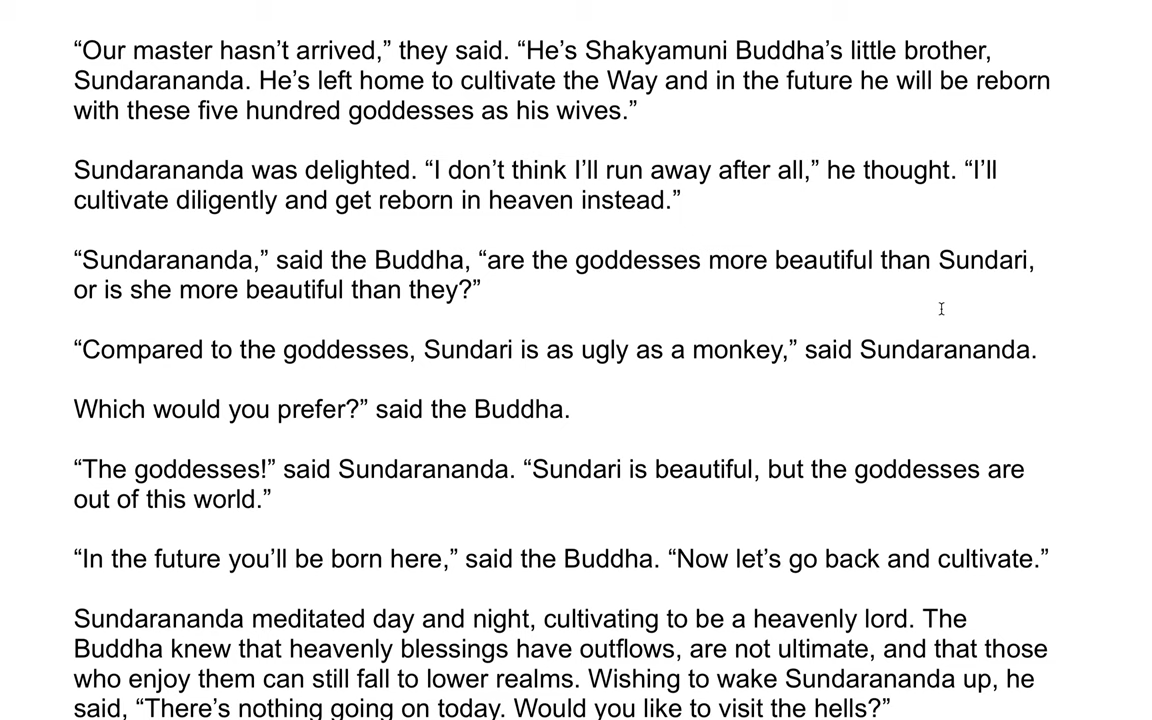 “Our master hasn’t arrived,” they said. “He’s Shakyamuni Buddha’s little brother,
Sundarananda. He’s left home to cultivate the Way and in the future he will be reborn
with these five hundred goddesses as his wives.”
Sundarananda was delighted. “I don’t think I’ll run away after all,” he thought. “I’ll
cultivate diligently and get reborn in heaven instead.”
“Sundarananda,” said the Buddha, “are the goddesses more beautiful than Sundari,
or is she more beautiful than they?”
“Compared to the goddesses, Sundari is as ugly as a monkey,” said Sundarananda.
Which would you prefer?” said the Buddha.
“The goddesses!” said Sundarananda. “Sundari is beautiful, but the goddesses are
out of this world.”
“In the future you’ll be born here,” said the Buddha. “Now let’s go back and cultivate.”
Sundarananda meditated day and night, cultivating to be a heavenly lord. The
Buddha knew that heavenly blessings have outflows, are not ultimate, and that those
who enjoy them can still fall to lower realms. Wishing to wake Sundarananda up, he
said, “There’s nothing going on today. Would you like to visit the hells?”